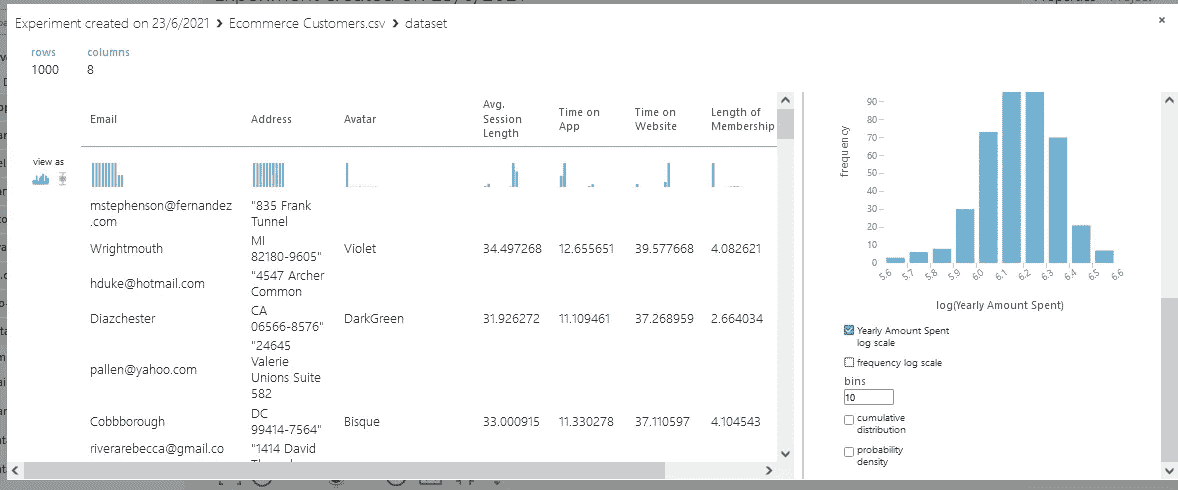 Experiment created on 23/6/2021 > Ecommerce Customers.csv > dataset
rows columns
1000 8
Email Address Avatar Avg. Session Length Time on App Time on Website Length of Membership
view as
mstephenson@fernandez
.com
"835 Frank
Tunnel
Wrightmouth
MI
82180-9605"
Violet 34.497268 12.655651 39.577668 4.082621
hduke@hotmail.com
"4547 Archer
Common
Diazchester
CA
06566-8576"
DarkGreen 31.926272 11.109461 37.268959 2.664034
pallen@yahoo.com
"24645
Valerie
Unions Suite
582
Cobbborough
DC
99414-7564"
Bisque 33.000915 11.330278 37.110597 4.104543
riverarebecca@gmail.co
"1414 David
frequency
90
80
70
60
50
40
30
20
10
0
5.6 5.7 5.8 5.9 6.0 6.1 6.2 6.3 6.4 6.5 6.6
log(Yearly Amount Spent)
Yearly Amount Spent
log scale
frequency log scale
bins
10
cumulative
distribution
probability
density